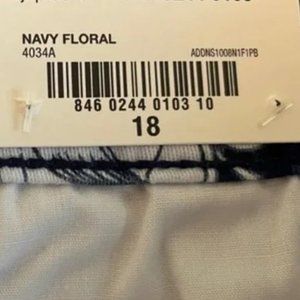 NAVY FLORAL
4034A
ADDNS1008N1F1PB
846 0244 0103 10
18